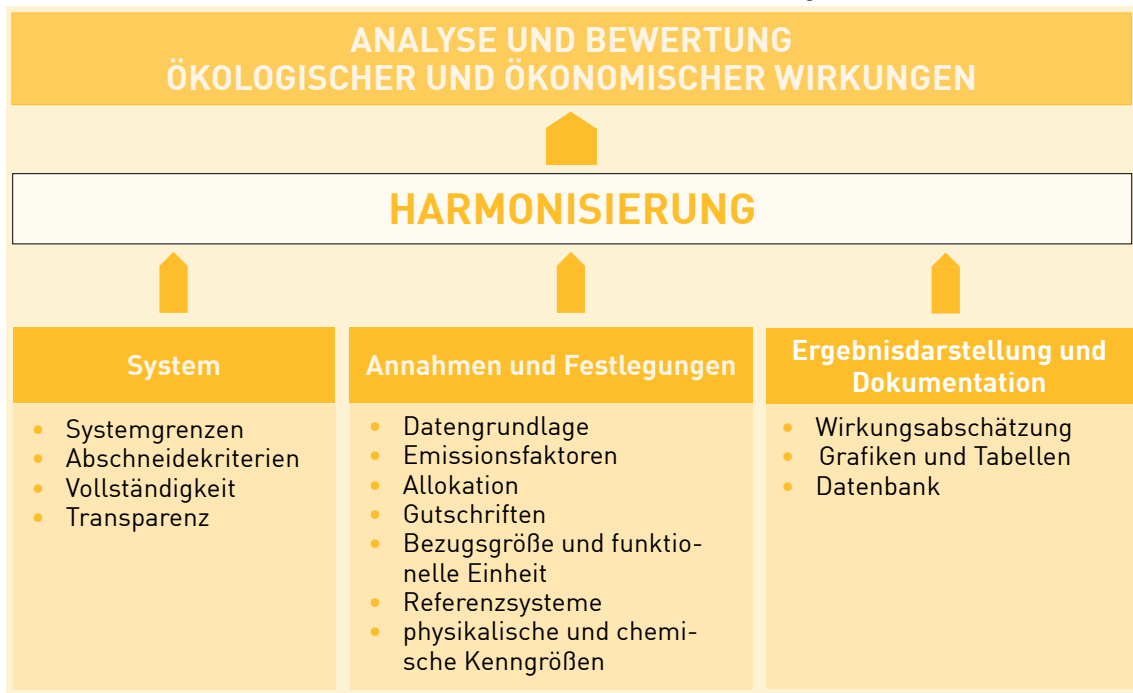 ANALYSE UND BEWERTUNG
ÖKOLOGISCHER UND ÖKONOMISCHER WIRKUNGEN
HARMONISIERUNG
System
• Systemgrenzen
• Abschneidekriterien
• Vollständigkeit
• Transparenz
Annahmen und Festlegungen
• Datengrundlage
• Emissionsfaktoren
• Allokation
• Gutschriften
• Bezugsgröße und funktio-
nelle Einheit
• Referenzsysteme
• physikalische und chemi-
sche Kenngrößen
Ergebnisdarstellung und
Dokumentation
• Wirkungsabschätzung
• Grafiken und Tabellen
• Datenbank